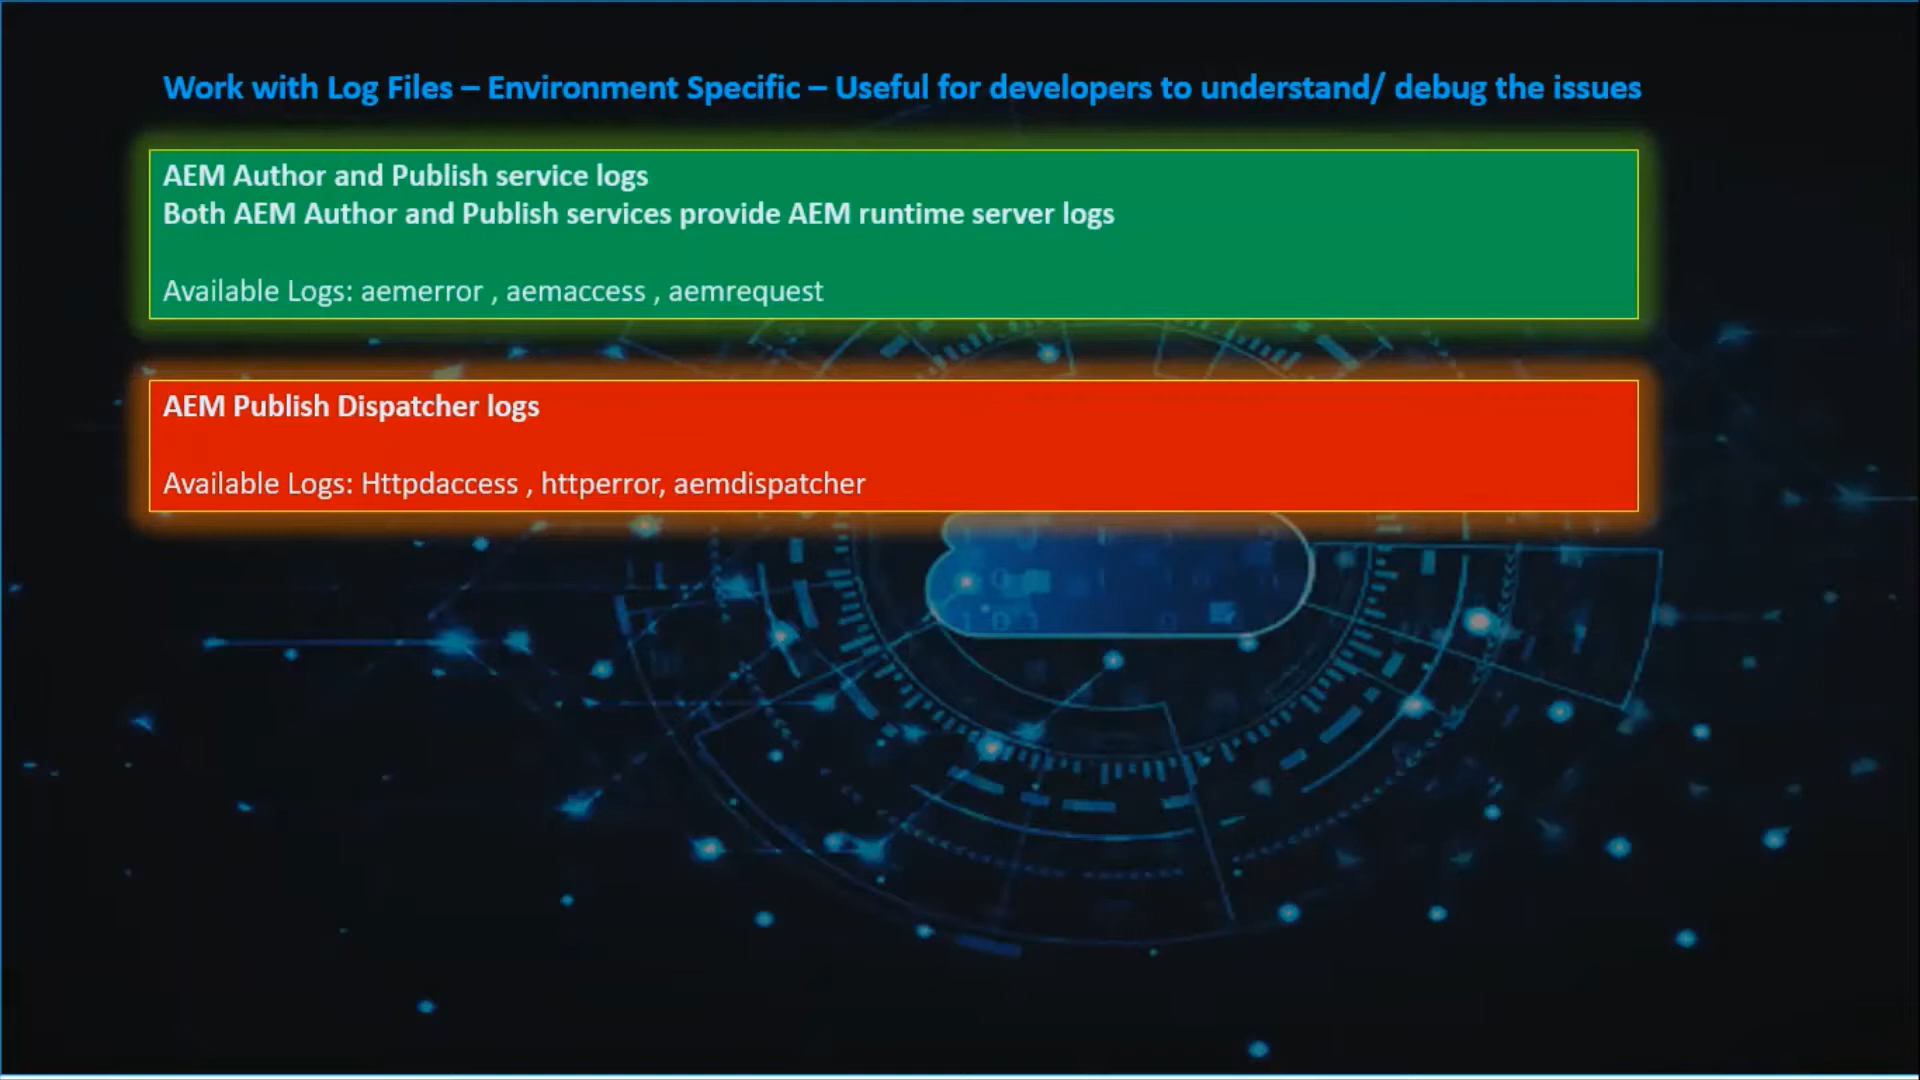 Work with Log Files – Environment Specific – Useful for developers to understand/ debug the issues
AEM Author and Publish service logs
Both AEM Author and Publish services provide AEM runtime server logs
Available Logs: aemerror , aemaccess , aemrequest
AEM Publish Dispatcher logs
Available Logs: Httpdaccess , httperror, aemdispatcher